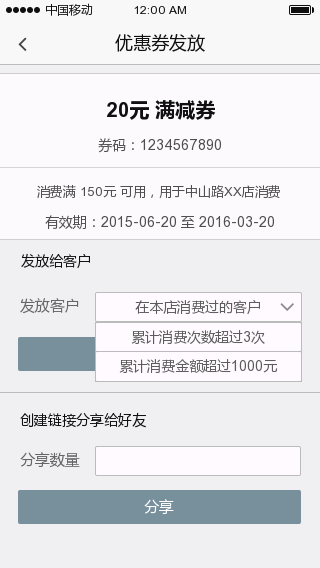 中国移动 12:00 AM
优惠券发放
20元 满减券
券码：1234567890
消费满 150元 可用，用于中山路XX店消费
有效期：2015-06-20 至 2016-03-20
发放给客户
发放客户 在本店消费过的客户
累计消费次数超过3次
累计消费金额超过1000元
创建链接分享给好友
分享数量
分享